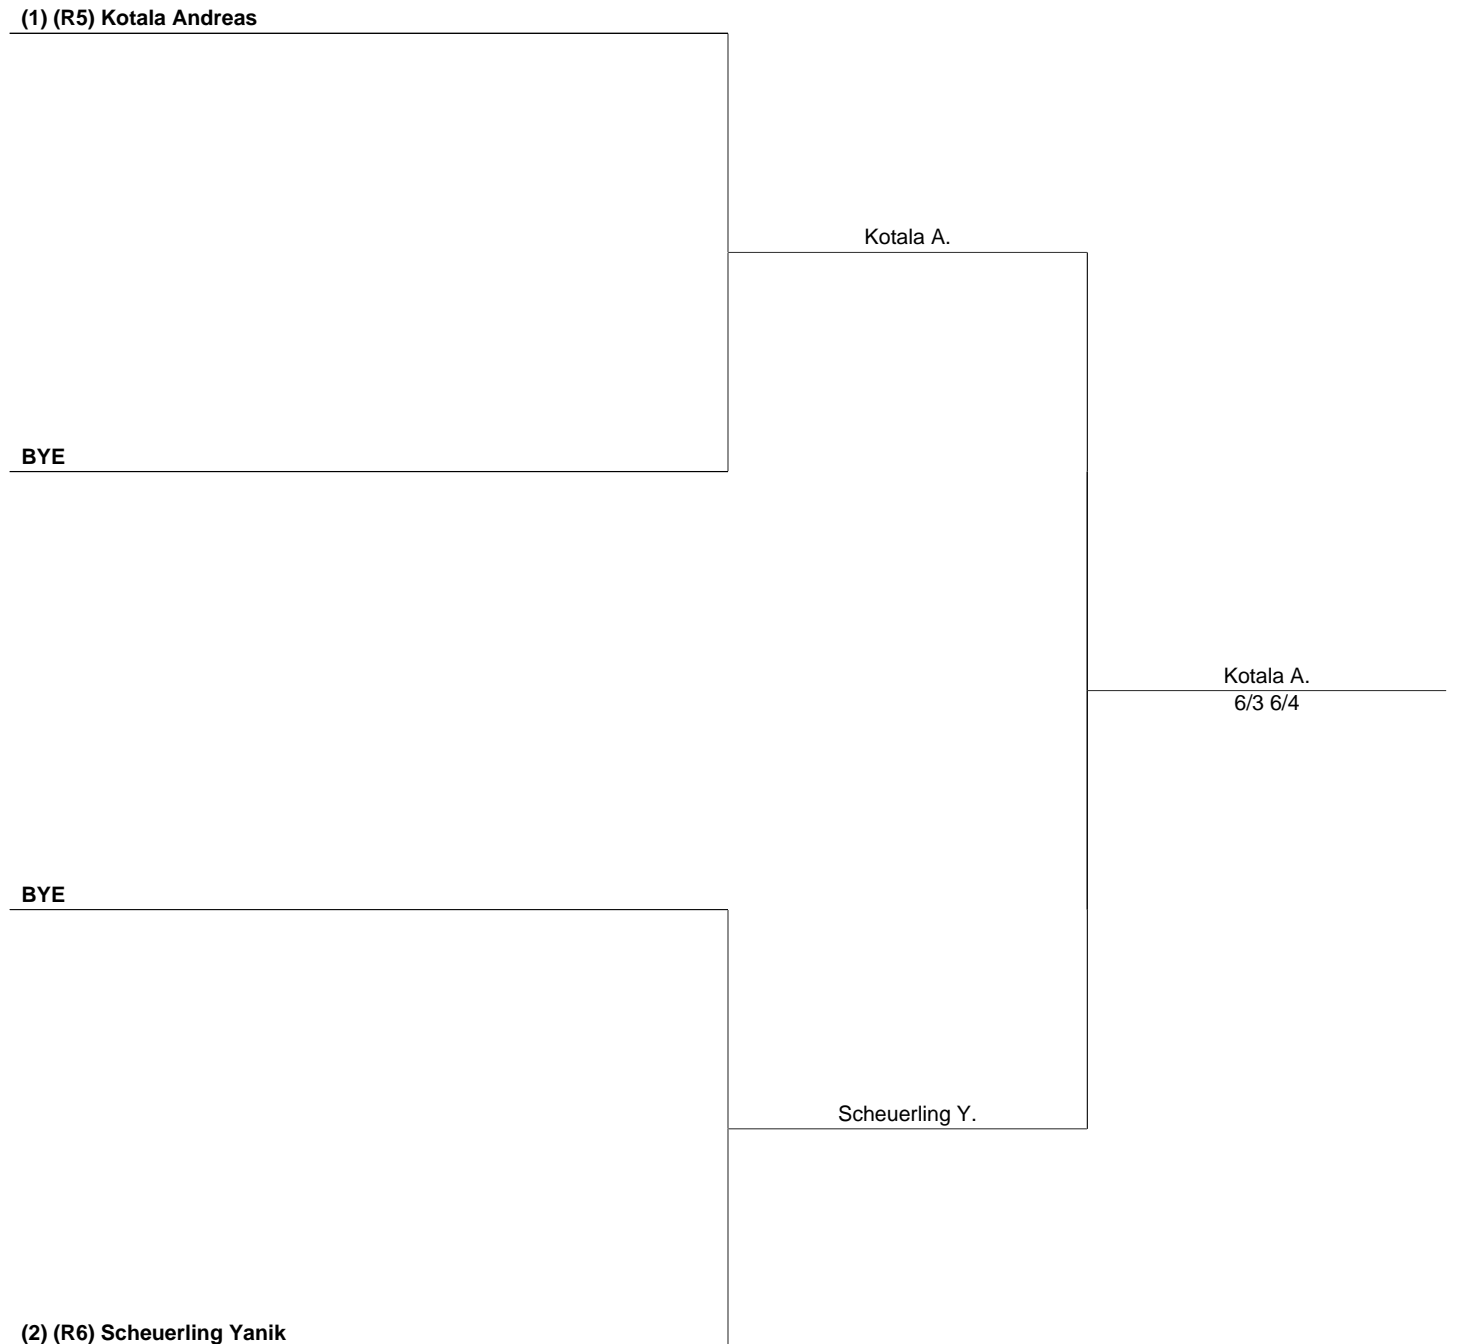 (1) (R5) Kotala Andreas
Kotala A.
BYE
Kotala A.
6/3 6/4
BYE
Scheuerling Y.
(2) (R6) Scheuerling Yanik